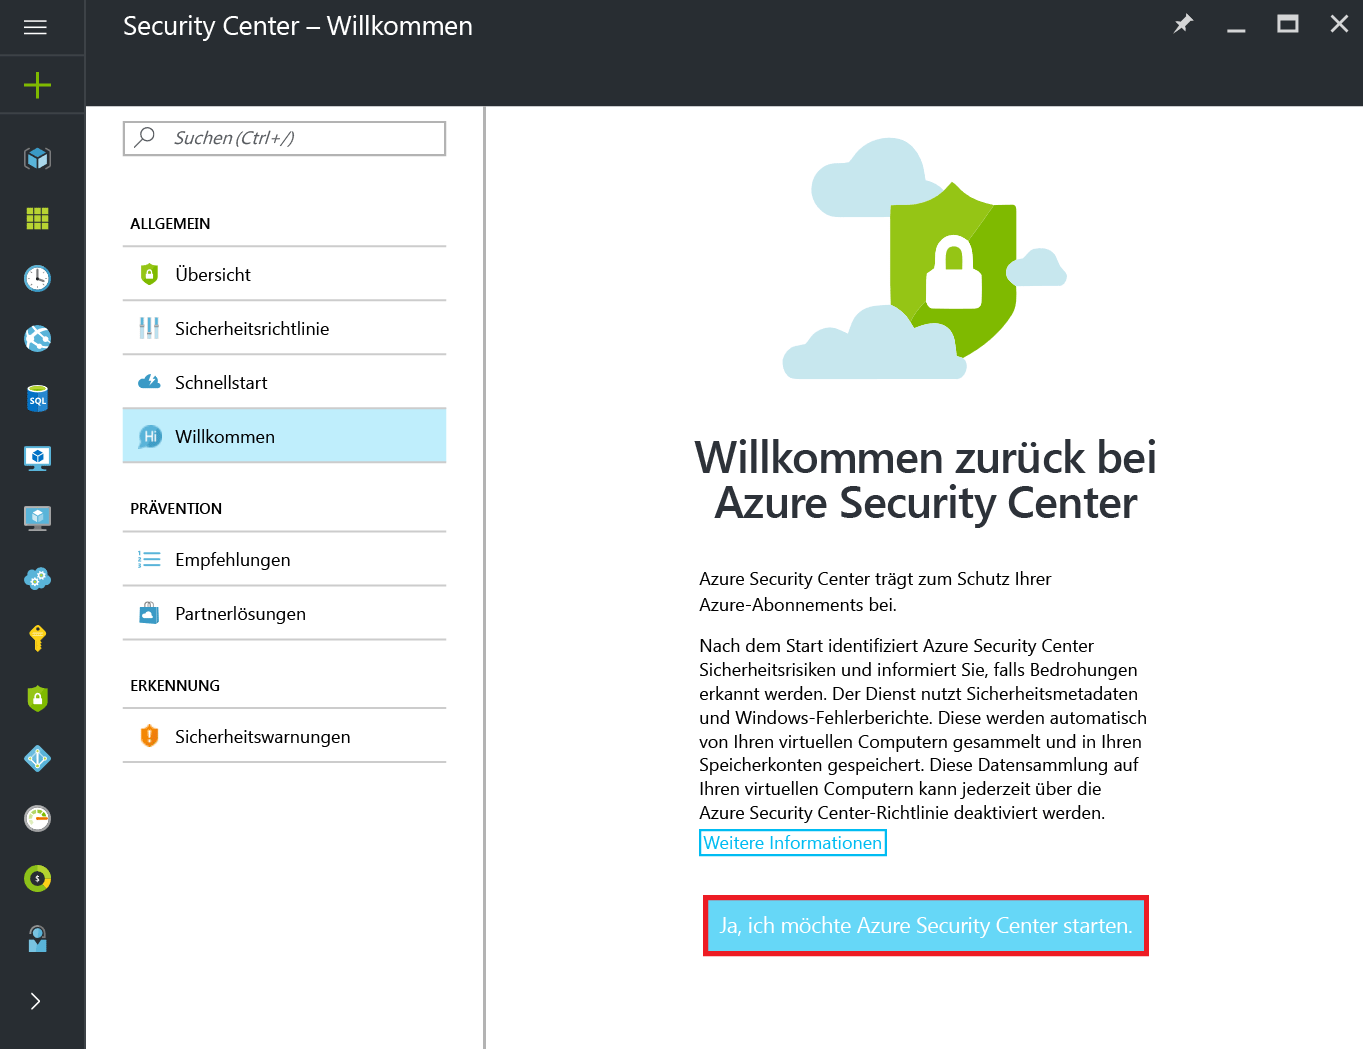 Security Center – Willkommen
Suchen (Ctrl+/)
ALLGEMEIN
Übersicht
Sicherheitsrichtlinie
Schnellstart
Hi Willkommen
PRÄVENTION
Empfehlungen
Partnerlösungen
ERKENNUNG
Sicherheitswarnungen
SQL
$
Willkommen zurück bei
Azure Security Center
Azure Security Center trägt zum Schutz Ihrer
Azure-Abonnements bei.
Nach dem Start identifiziert Azure Security Center
Sicherheitsrisiken und informiert Sie, falls Bedrohungen
erkannt werden. Der Dienst nutzt Sicherheitsmetadaten
und Windows-Fehlerberichte. Diese werden automatisch
von Ihren virtuellen Computern gesammelt und in Ihren
Speicherkonten gespeichert. Diese Datensammlung auf
Ihren virtuellen Computern kann jederzeit über die
Azure Security Center-Richtlinie deaktiviert werden.
Weitere Informationen
Ja, ich möchte Azure Security Center starten.